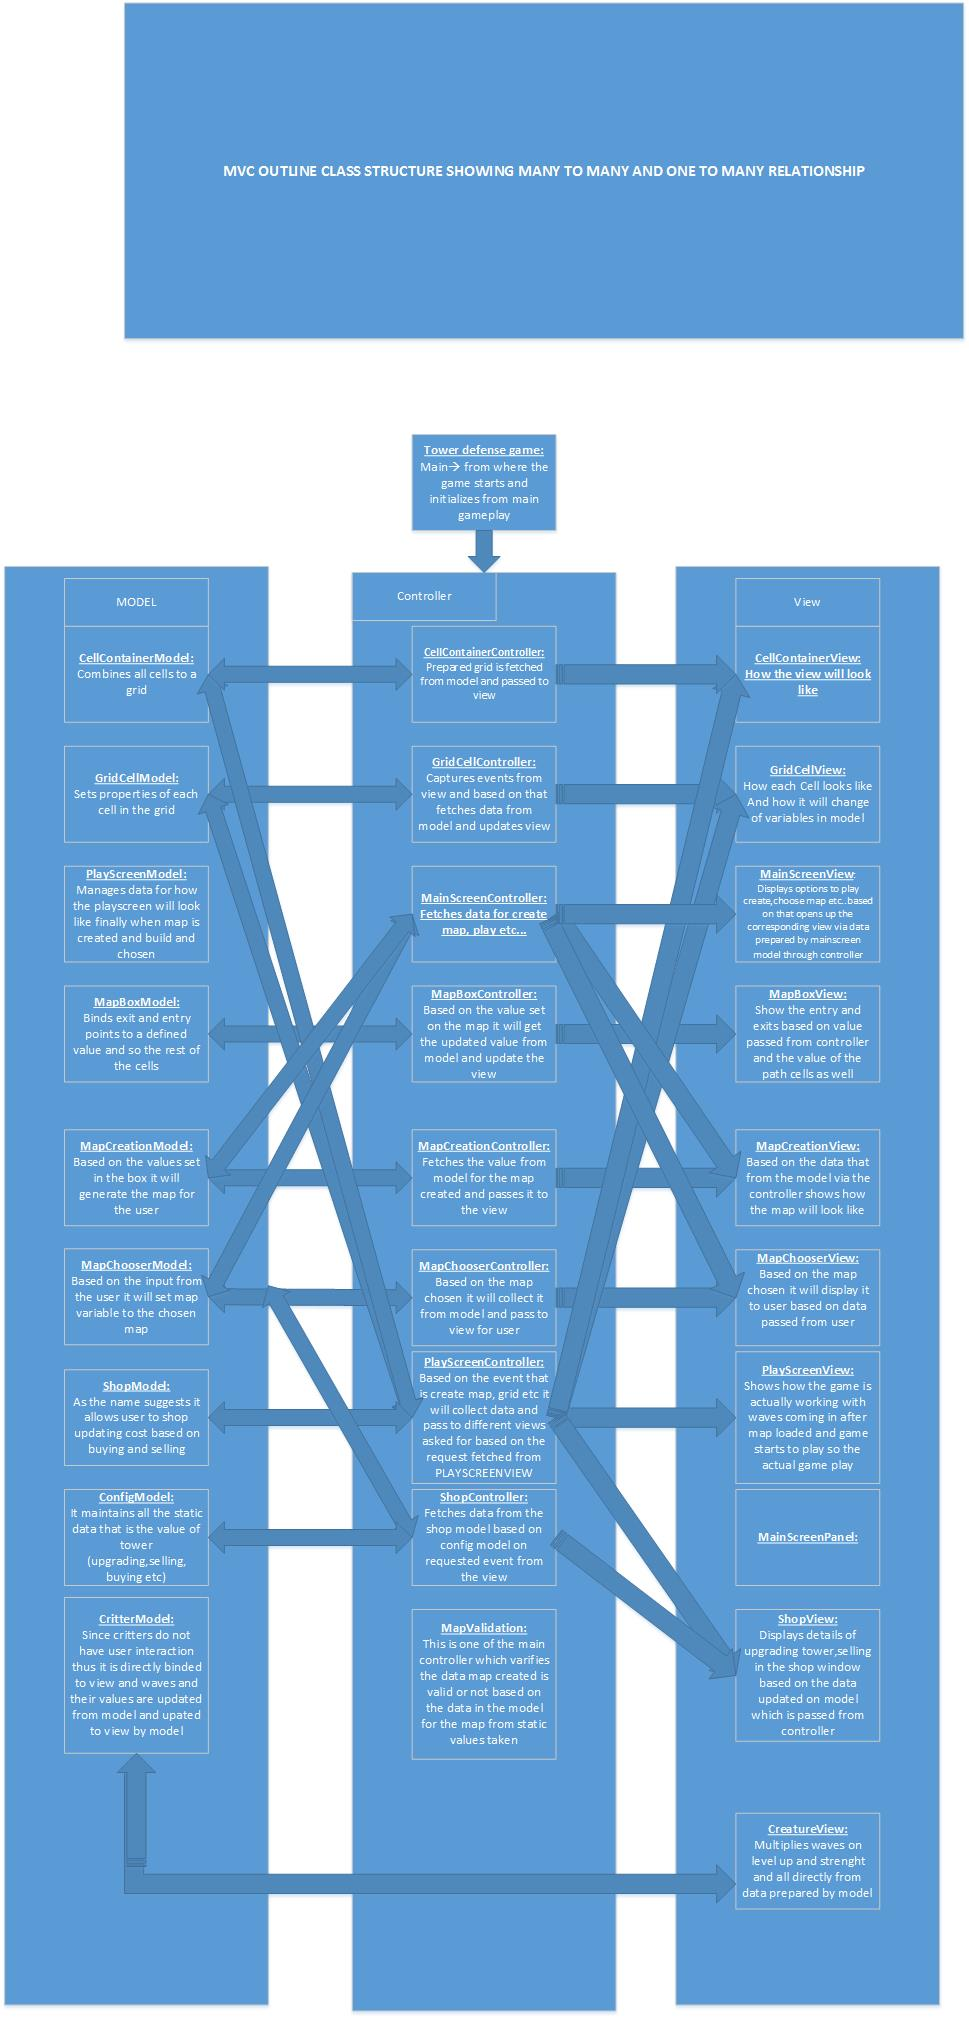 MVC OUTLINE CLASS STRUCTURE SHOWING MANY TO MANY AND ONE TO MANY RELATIONSHIP
Tower defense game:
Main→ from where the
game starts and
initializes from main
gameplay
MODEL
CellContainerModel:
Combines all cells to a
grid
GridCellModel:
Sets properties of each
cell in the grid
PlayScreenModel:
Manages data for how
the playscreen will look
like finally when map is
created and build and
chosen
MapBoxModel:
Binds exit and entry
points to a defined
value and so the rest of
the cells
MapCreationModel:
Based on the values set
in the box it will
generate the map for
the user
MapChooserModel:
Based on the input from
the user it will set map
variable to the chosen
map
ShopModel:
As the name suggests it
allows user to shop
updating cost based on
buying and selling
ConfigModel:
It maintains all the static
data that is the value of
tower
(upgrading,selling,
buying etc)
CritterModel:
Since critters do not
have user interaction
thus it is directly binded
to view and waves and
their values are updated
from model and upated
to view by model
Controller
CellContainerController:
Prepared grid is fetched
from model and passed to
view
GridCellController:
Captures events from
view and based on that
fetches data from
model and updates view
MainScreenController:
Fetches data for create
map, play etc...
MapBoxController:
Based on the value set
on the map it will get
the updated value from
model and update the
view
MapCreationController:
Fetches the value from
model for the map
created and passes it to
the view
MapChooserController:
Based on the map
chosen it will collect it
from model and pass to
view for user
PlayScreenController:
Based on the event that
is create map, grid etc it
will collect data and
pass to different views
asked for based on the
request fetched from
PLAYSCREENVIEW
ShopController:
Fetches data from the
shop model based on
config model on
requested event from
the view
MapValidation:
This is one of the main
controller which varifies
the data map created is
valid or not based on
the data in the model
for the map from static
values taken
View
CellContainerView:
How the view will look
like
GridCellView:
How each Cell looks like
And how it will change
of variables in model
MainScreenView:
Displays options to play
create,choose map etc..based
on that opens up the
corresponding view via data
prepared by mainscreen
model through controller
MapBoxView:
Show the entry and
exits based on value
passed from controller
and the value of the
path cells as well
MapCreationView:
Based on the data that
from the model via the
controller shows how
the map will look like
MapChooserView:
Based on the map
chosen it will display it
to user based on data
passed from user
PlayScreenView:
Shows how the game is
actually working with
waves coming in after
map loaded and game
starts to play so the
actual game play
MainScreenPanel:
ShopView:
Displays details of
upgrading tower,selling
in the shop window
based on the data
updated on model
which is passed from
controller
CreatureView:
Multiplies waves on
level up and strenght
and all directly from
data prepared by model